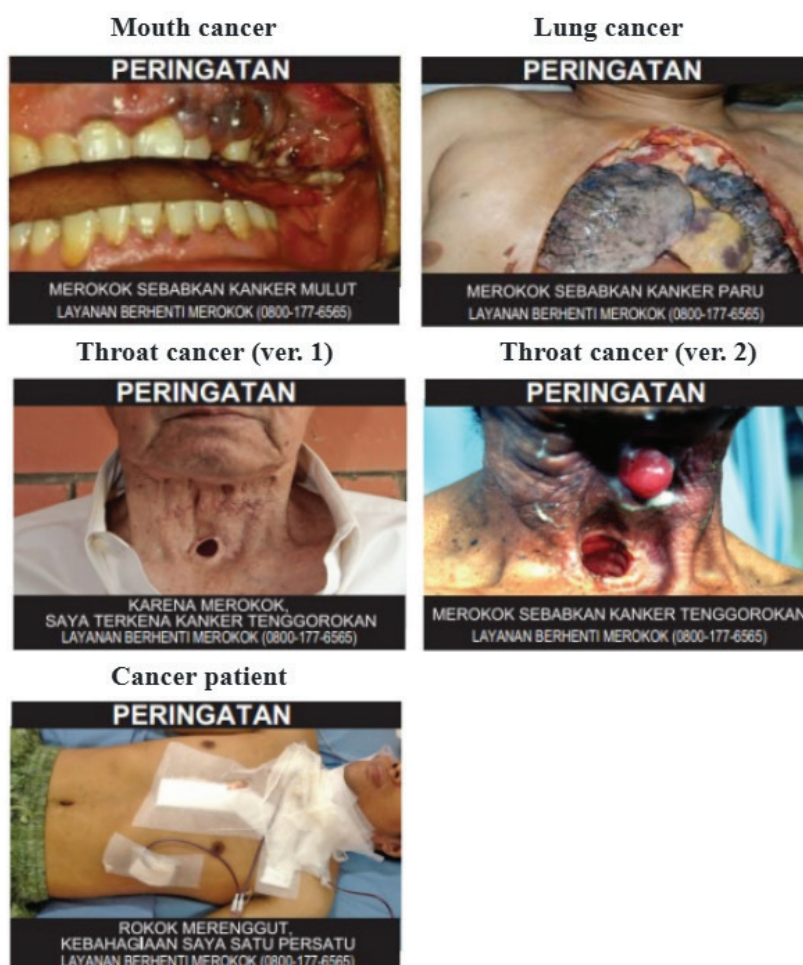 Mouth cancer
PERINGATAN
MEROKOK SEBABKAN KANKER MULUT
LAYANAN BERHENTI MEROKOK (0800-177-6565)
Lung cancer
PERINGATAN
MEROKOK SEBABKAN KANKER PARU
LAYANAN BERHENTI MEROKOK (0800-177-6565)
Throat cancer (ver. 1)
PERINGATAN
KARENA MEROKOK,
SAYA TERKENA KANKER TENGGOROKAN
LAYANAN BERHENTI MEROKOK (0800-177-6565)
Throat cancer (ver. 2)
PERINGATAN
MEROKOK SEBABKAN KANKER TENGGOROKAN
LAYANAN BERHENTI MEROKOK (0800-177-6565)
Cancer patient
PERINGATAN
ROKOK MERENGGUT,
KEBAHAGIAAN SAYA SATU PERSATU
LAYANAN BERHENTI MEROKOK (0800-177-6565)